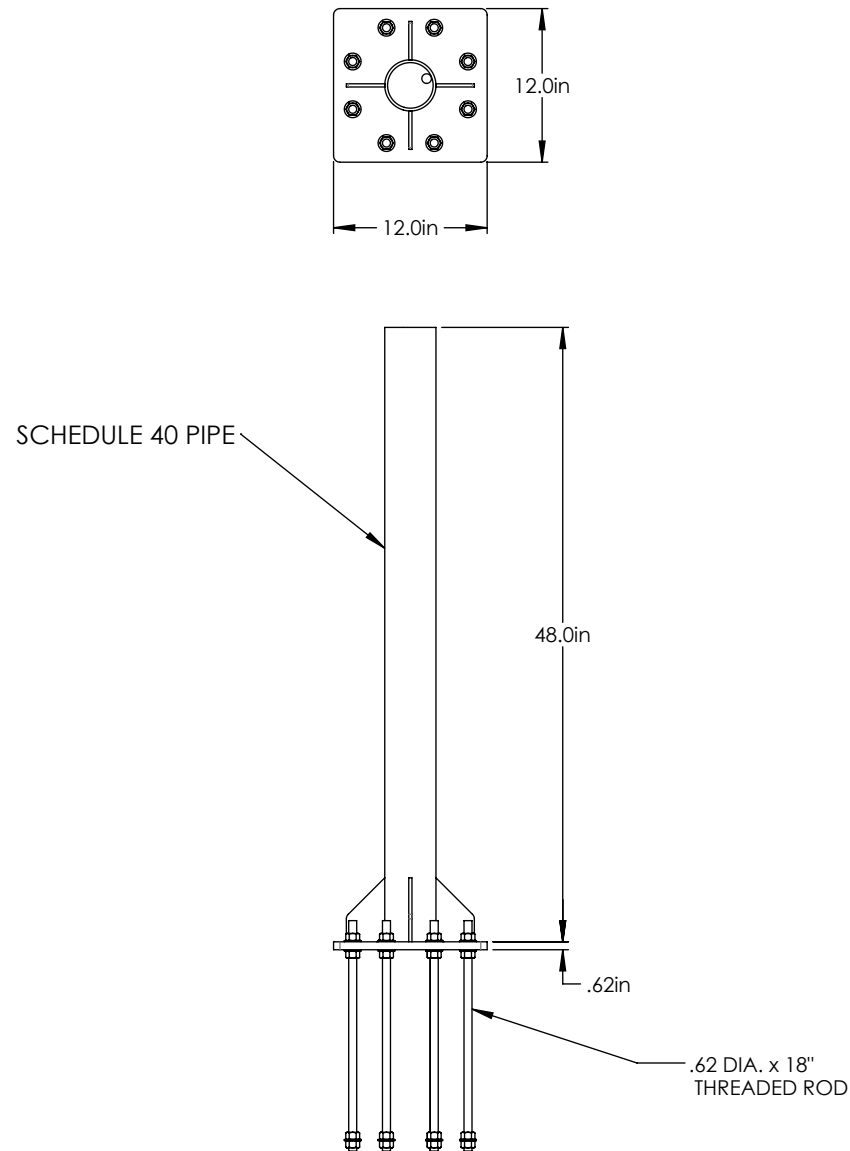 12.0in
12.0in
SCHEDULE 40 PIPE
48.0in
.62in
.62 DIA. x 18"
THREADED ROD